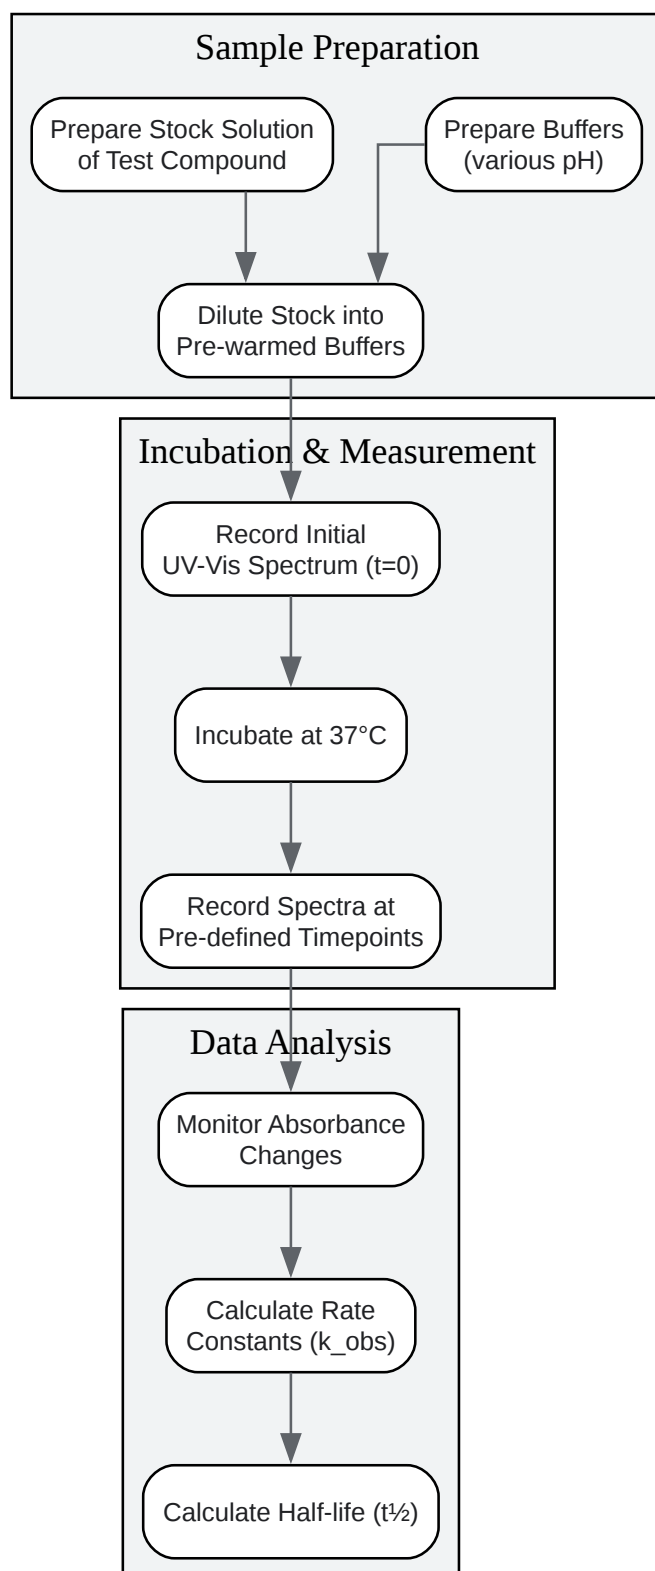 Sample Preparation
Prepare Stock Solution
of Test Compound
Prepare Buffers
(various pH)
Dilute Stock into
Pre-warmed Buffers
Incubation & Measurement
Record Initial
UV-Vis Spectrum (t=0)
Incubate at 37°C
Record Spectra at
Pre-defined Timepoints
Data Analysis
Monitor Absorbance
Changes
Calculate Rate
Constants (k_obs)
Calculate Half-life (t½)